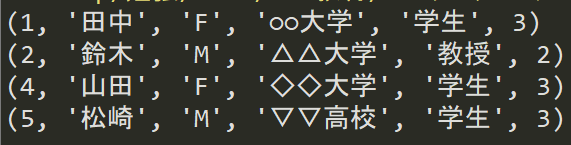 (1, '田中', 'F', '○○大学', '学生', 3)
(2, '鈴木', 'M', '△△大学', '教授', 2)
(4, '山田', 'F', '◇◇大学', '学生', 3)
(5, '松崎', 'M', '▽▽高校', '学生', 3)